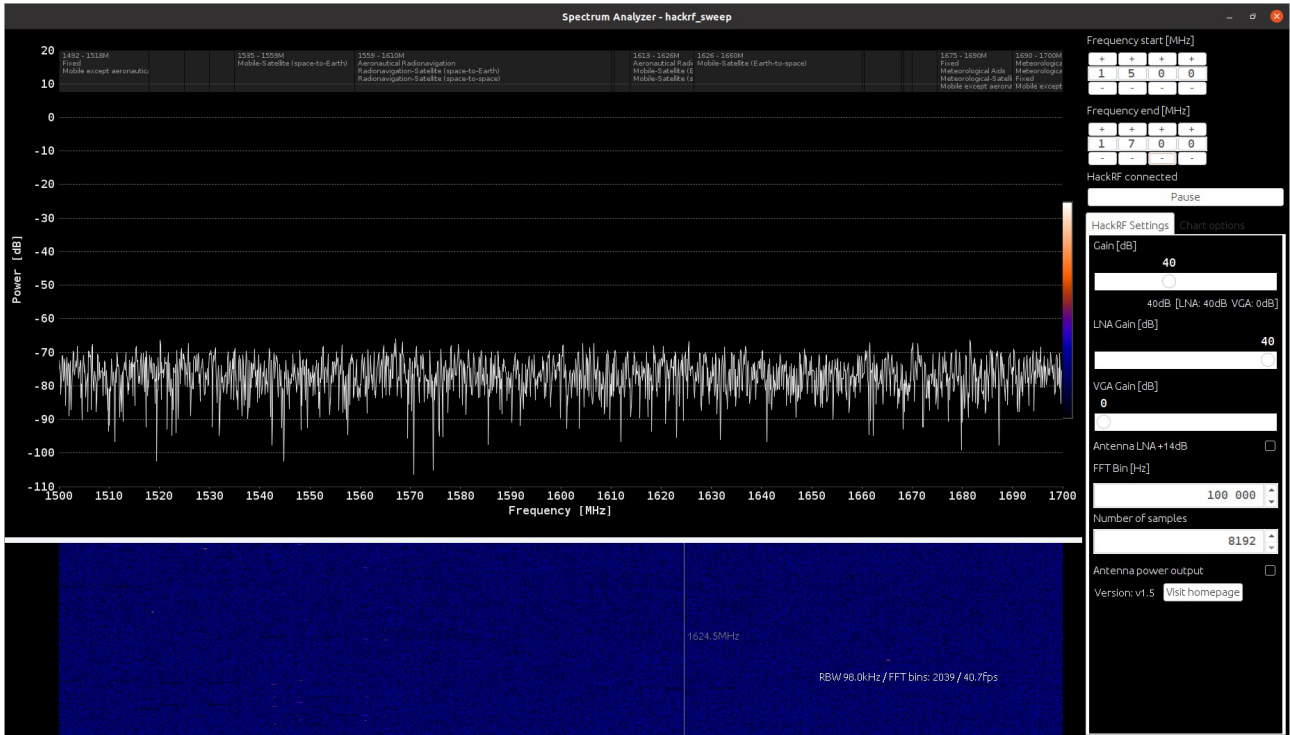 Spectrum Analyzer - hackrf_sweep
20
10
0
-10
-20
-30
-40
-50
-60
-70
-80
-90
-100
-110
Power [dB]
1492 - 1518M
Fixed
Mobile except aeronautic
1535 - 1559M
Mobile-Satellite (space-to-Earth)
1559 - 1610M
Aeronautical Radionavigation
Radionavigation-Satellite (space-to-Earth)
Radionavigation-Satellite (space-to-space)
1613 - 1626M
Aeronautical Radi
Mobile-Satellite (E
Mobile-Satellite (s
1626 - 1660M
Mobile-Satellite (Earth-to-space)
1675 - 1690M
Fixed
Meteorological Aids
Meteorological-Satell
Mobile except aerona
1690 - 1700M
Meteorologica
Meteorologica
Fixed
Mobile except
1500 1510 1520 1530 1540 1550 1560 1570 1580 1590 1600 1610 1620 1630 1640 1650 1660 1670 1680 1690 1700
Frequency [MHz]
1624.5MHz
RBW 98.0kHz / FFT bins: 2039 / 40.7fps
Frequency start [MHz]
+ + + +
1 5 0 0
- - - -
Frequency end [MHz]
+ + + +
1 7 0 0
- - - -
HackRF connected
Pause
HackRF Settings Chart options
Gain [dB]
40
40dB [LNA: 40dB VGA: 0dB]
LNA Gain [dB]
40
VGA Gain [dB]
0
Antenna LNA +14dB
FFT Bin [Hz]
100 000
Number of samples
8192
Antenna power output
Version: v1.5 Visit homepage